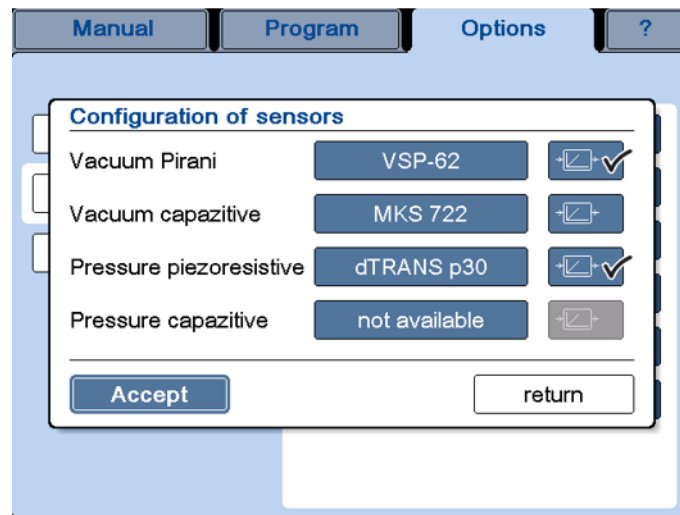 Manual Program Options ?
Configuration of sensors
Vacuum Pirani VSP-62
Vacuum capazitive MKS 722
Pressure piezoresistive dTRANS p30
Pressure capazitive not available
Accept return